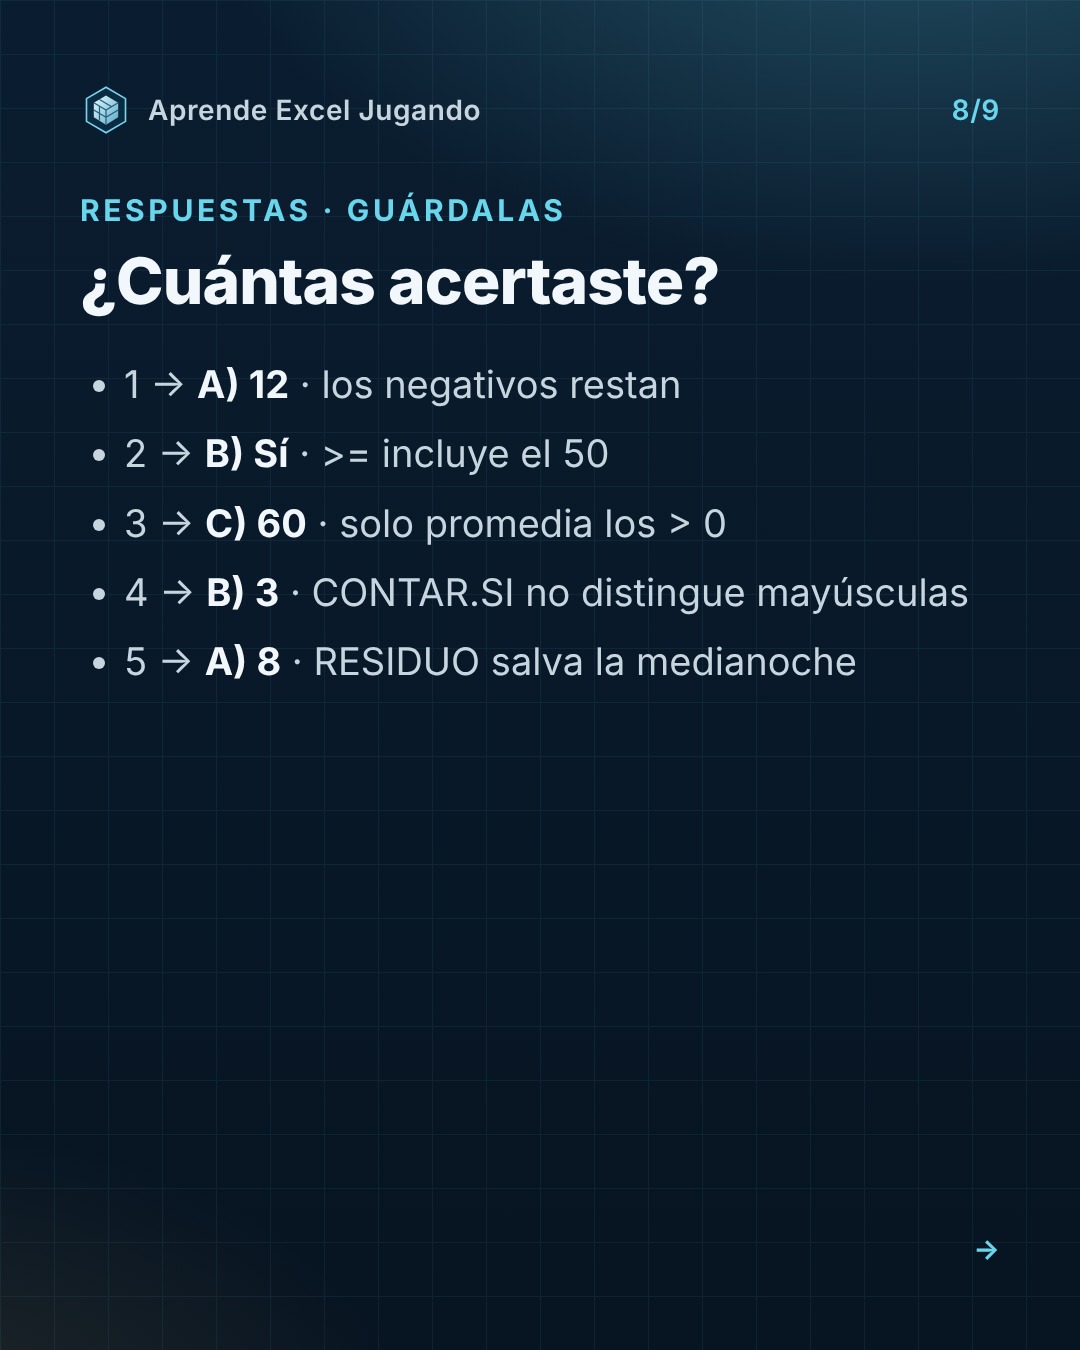 Aprende Excel Jugando
8/9
RESPUESTAS · GUÁRDALAS
¿Cuántas acertaste?
• 1 → A) 12 · los negativos restan
• 2 → B) Sí · >= incluye el 50
• 3 → C) 60 · solo promedia los > 0
• 4 → B) 3 · CONTAR.SI no distingue mayúsculas
• 5 → A) 8 · RESIDUO salva la medianoche
→